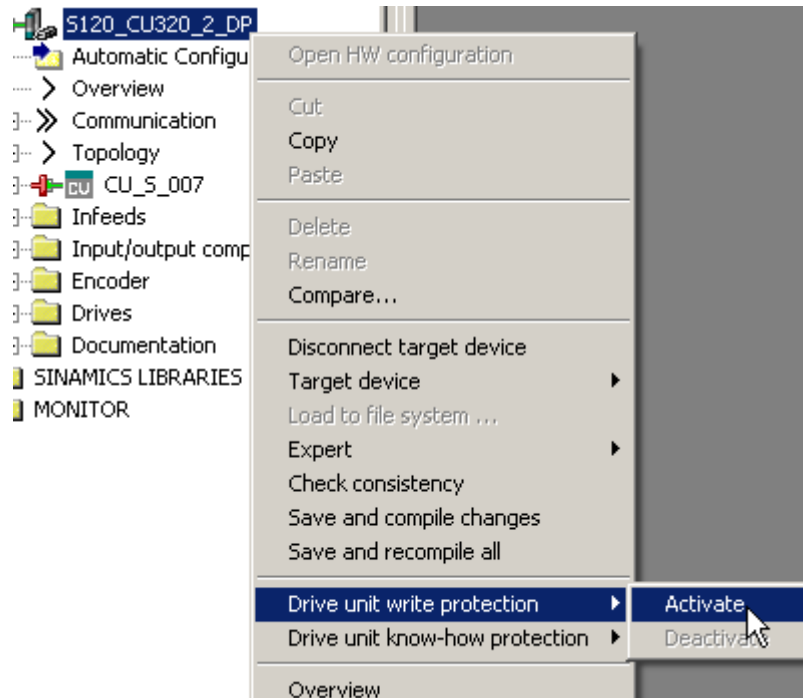 S120_CU320_2_DP
Automatic Configu
Overview
Communication
Topology
CU CU_S_007
Infeeds
Input/output comp
Encoder
Drives
Documentation
SINAMICS LIBRARIES
MONITOR
Open HW configuration
Cut
Copy
Paste
Delete
Rename
Compare...
Disconnect target device
Target device
Load to file system ...
Expert
Check consistency
Save and compile changes
Save and recompile all
Drive unit write protection
Drive unit know-how protection
Overview
Activate
Deactivate